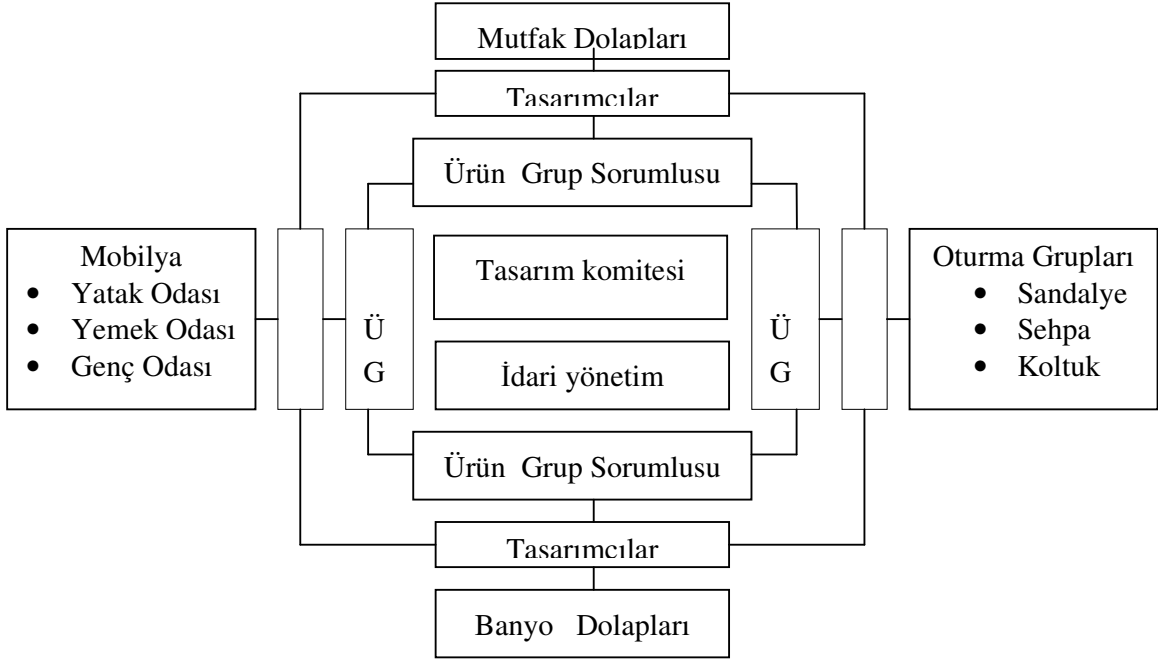 Mutfak Dolapları
Tasarımcılar
Ürün Grup Sorumlusu
Mobilya
• Yatak Odası
• Yemek Odası
• Genç Odası
Ü
G
Tasarım komitesi
İdari yönetim
Ü
G
Oturma Grupları
• Sandalye
• Sehpa
• Koltuk
Ürün Grup Sorumlusu
Tasarımcılar
Banyo Dolapları